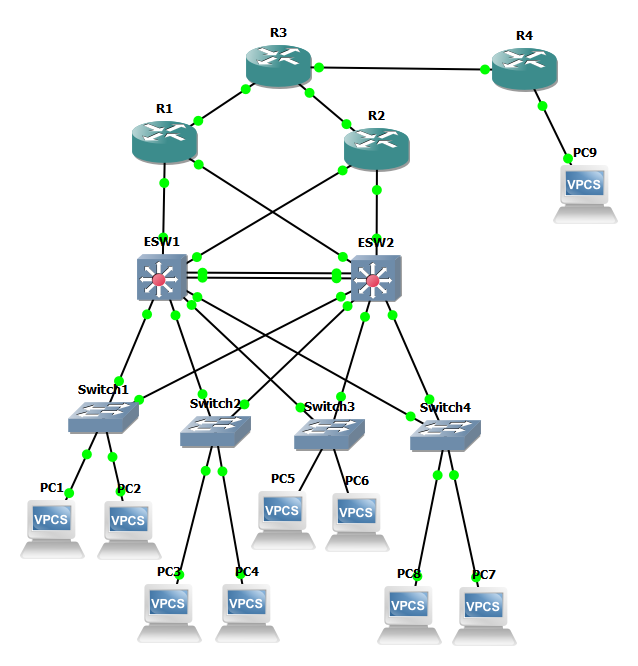 R3
R4
R1
R2
PC9
VPCS
ESW1
ESW2
Switch1
Switch2
Switch3
Switch4
PC1
PC2
PC5
PC6
VPCS
VPCS
VPCS
VPCS
PC3
PC4
PC8
PC7
VPCS
VPCS
VPCS
VPCS